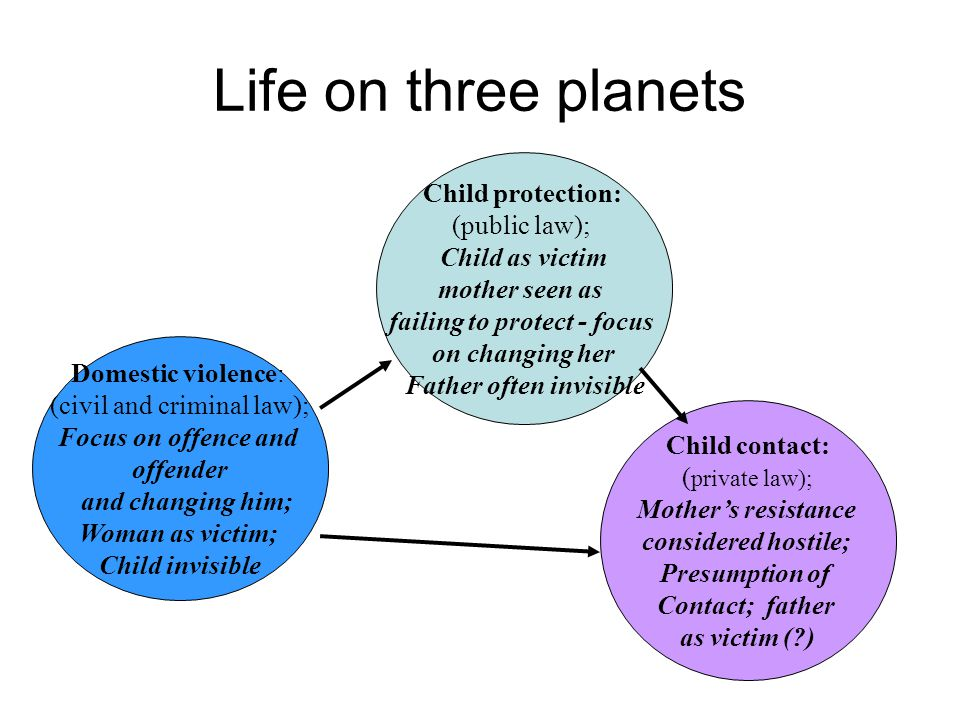 Life on three planets
Child protection:
(public law);
Child as victim
mother seen as
failing to protect - focus
on changing her
Father often invisible
Domestic violence:
(civil and criminal law);
Focus on offence and
offender
and changing him;
Woman as victim;
Child invisible
Child contact:
(private law);
Mother’s resistance
considered hostile;
Presumption of
Contact; father
as victim (?)